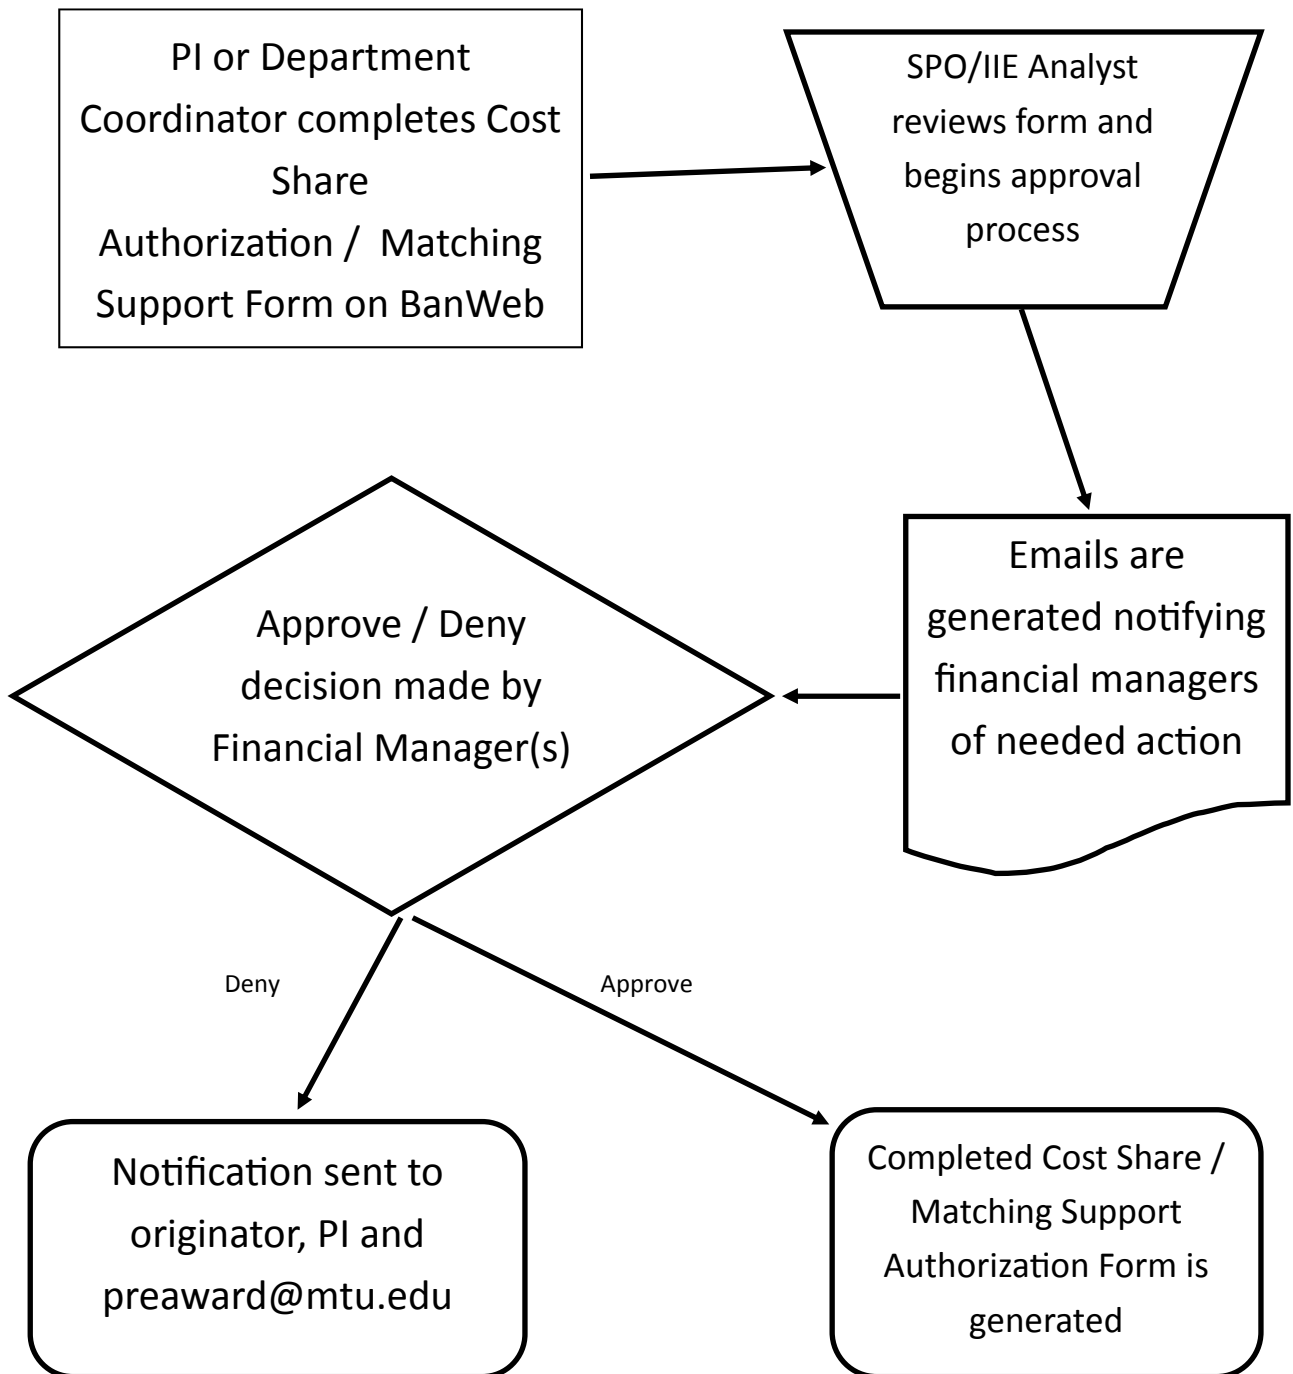 PI or Department
Coordinator completes Cost
Share
Authorization /  Matching
Support Form on BanWeb
SPO/IIE Analyst
reviews form and
begins approval
process
Emails are
generated notifying
financial managers
of needed action
Approve / Deny
decision made by
Financial Manager(s)
Deny
Approve
Notification sent to
originator, PI and
preaward@mtu.edu
Completed Cost Share /
Matching Support
Authorization Form is
generated